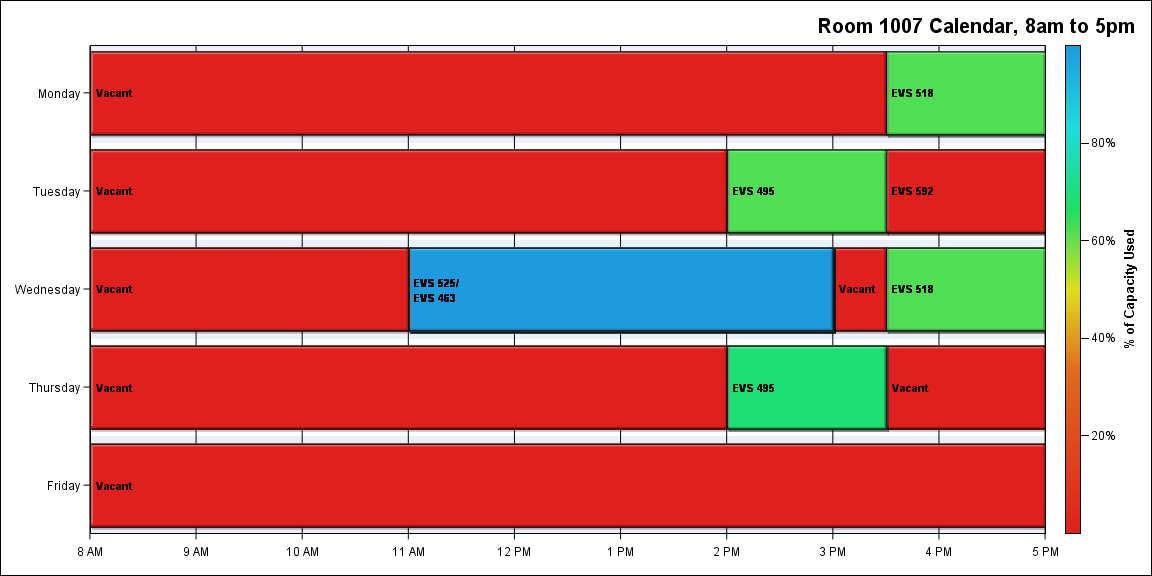 Room 1007 Calendar, 8am to 5pm
Monday
Vacant
EVS 518
Tuesday
Vacant
EVS 495
EVS 592
Wednesday
Vacant
EVS 525/
EVS 463
Vacant
EVS 518
Thursday
Vacant
EVS 495
Vacant
Friday
Vacant
8 AM
9 AM
10 AM
11 AM
12 PM
1 PM
2 PM
3 PM
4 PM
5 PM
80%
60%
40%
20%
% of Capacity Used